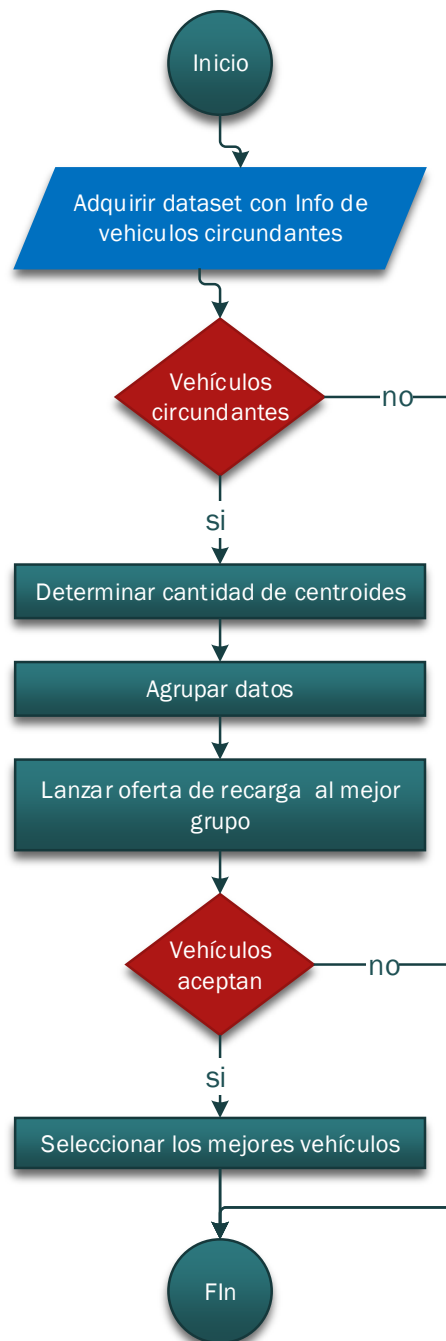 Inicio
Adquirir dataset con Info de
vehiculos circundantes
Vehículos
circundantes
no
si
Determinar cantidad de centroides
Agrupar datos
Lanzar oferta de recarga al mejor
grupo
Vehículos
aceptan
no
si
Seleccionar los mejores vehículos
FIn